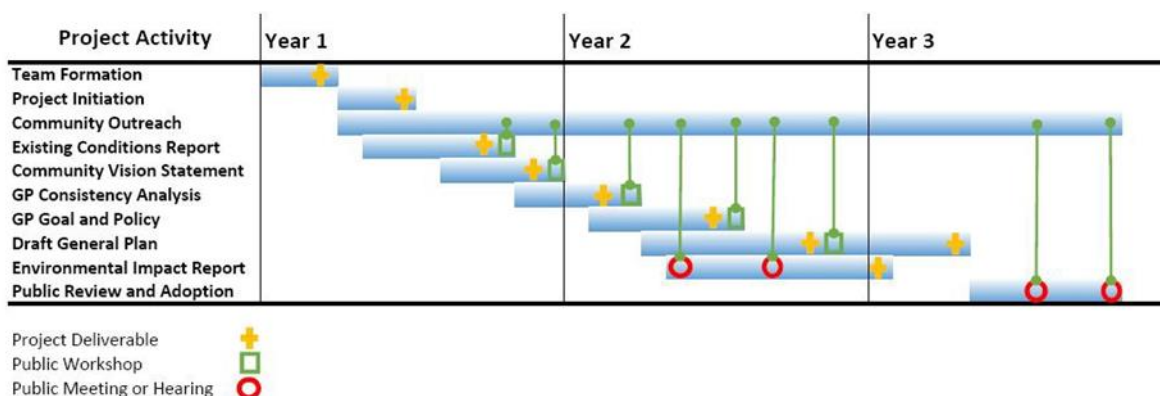 Project Activity Year 1 Year 2 Year 3
Team Formation
Project Initiation
Community Outreach
Existing Conditions Report
Community Vision Statement
GP Consistency Analysis
GP Goal and Policy
Draft General Plan
Environmental Impact Report
Public Review and Adoption
Project Deliverable
Public Workshop
Public Meeting or Hearing